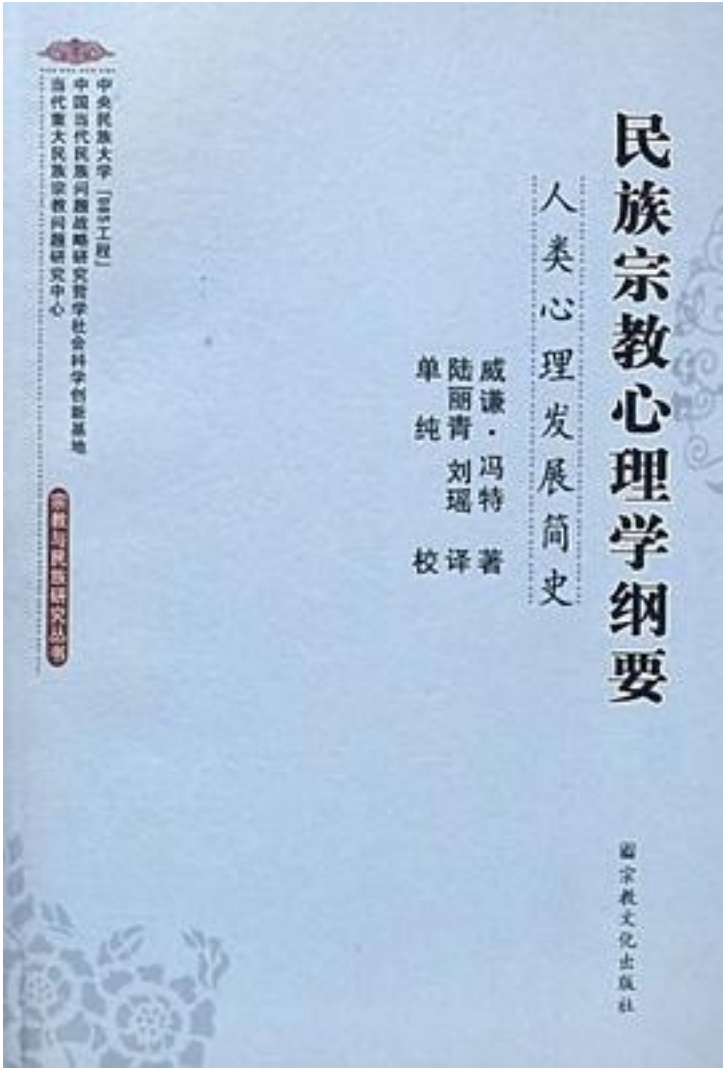 民族宗教心理学纲要
人类心理发展简史
威谦·冯特 著
陆丽青 刘瑶 译
单纯 校
宗教文化出版社
中央民族大学「985工程」
中国当代民族问题战略研究哲学社会科学创新基地
当代重大民族宗教问题研究中心
宗教与民族研究丛书